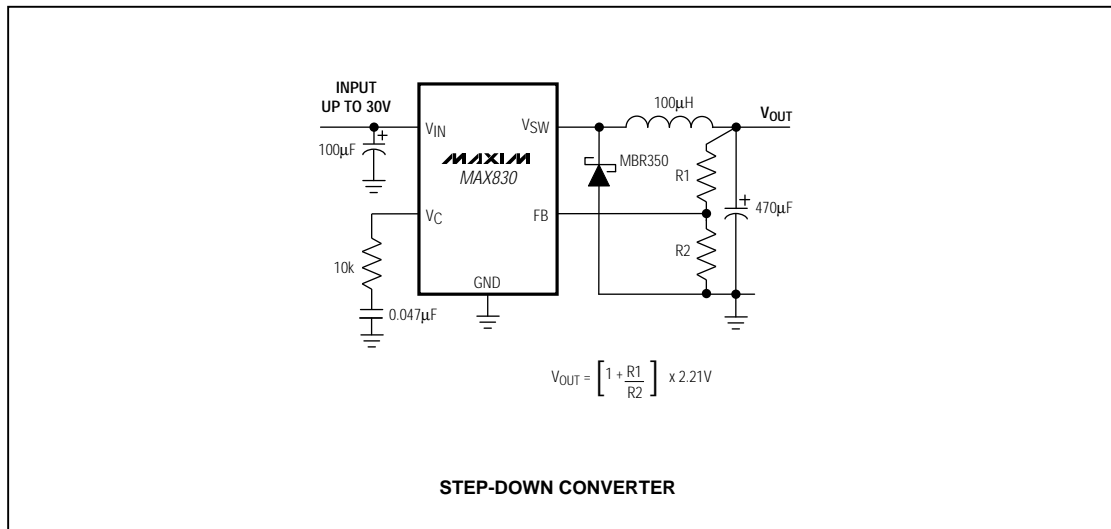 INPUT
UP TO 30V
100μF
+
VIN
VSW
100μH
VOUT
MAXIM
MAX830
MBR350
R1
+
470μF
VC
FB
R2
10k
GND
0.047μF
VOUT = [1 + R1/R2] x 2.21V
STEP-DOWN CONVERTER